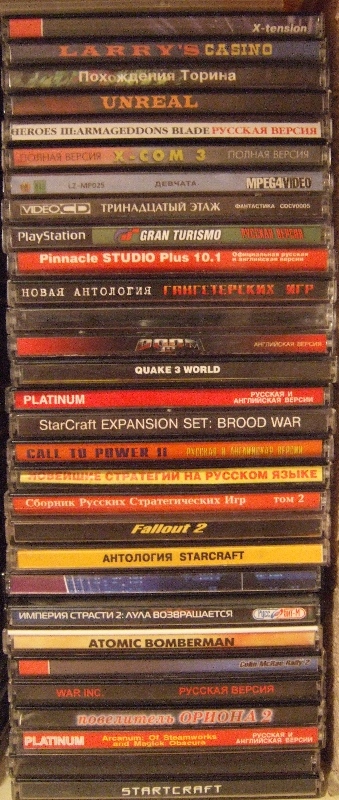 X-tension
LARRY'S CASINO
Похождения Торина
UNREAL
HEROES III:ARMAGEDDONS BLADE РУССКАЯ ВЕРСИЯ
ПОЛНАЯ ВЕРСИЯ X-COM 3 ПОЛНАЯ ВЕРСИЯ
LZ-MP025 ДЕВЧАТА MPEG4VIDEO
VIDEO CD ТРИНАДЦАТЫЙ ЭТАЖ ФАНТАСТИКА CDCV0005
PlayStation GRAN TURISMO РУССКАЯ ВЕРСИЯ
Pinnacle STUDIO Plus 10.1 Официальная русская
и английская версии
НОВАЯ АНТОЛОГИЯ ГАНГСТЕРСКИХ ИГР
DOOM АНГЛИЙСКАЯ ВЕРСИЯ
QUAKE 3 WORLD
PLATINUM РУССКАЯ И
АНГЛИЙСКАЯ ВЕРСИИ
StarCraft EXPANSION SET: BROOD WAR
CALL TO POWER II РУССКАЯ И АНГЛИЙСКАЯ ВЕРСИИ
НОВЕЙШИЕ СТРАТЕГИИ НА РУССКОМ ЯЗЫКЕ
Сборник Русских Стратегических Игр ТОМ 2
Fallout 2
АНТОЛОГИЯ STARCRAFT
ИМПЕРИЯ СТРАСТИ 2: ЛУЛА ВОЗВРАЩАЕТСЯ
ATOMIC BOMBERMAN
Colin McRae Rally 2
WAR INC. РУССКАЯ ВЕРСИЯ
повелитель ОРИОНА 2
PLATINUM Arcanum: Of Steamworks
and Magick Obscura
РУССКАЯ И
АНГЛИЙСКАЯ ВЕРСИИ
STARTCRAFT